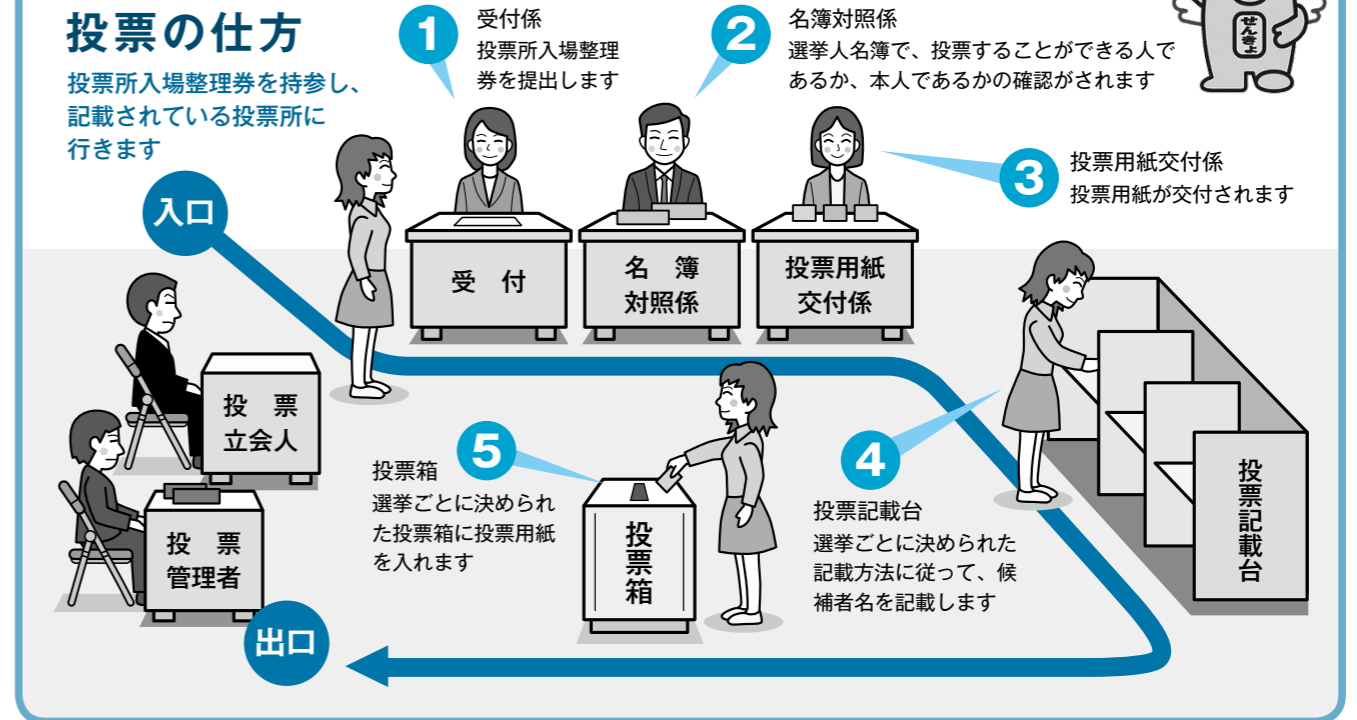 投票の仕方
投票所入場整理券を持参し、
記載されている投票所に
行きます
1
受付係
投票所入場整理
券を提出します
2
名簿対照係
選挙人名簿で、投票することができる人で
あるか、本人であるかの確認がされます
せんきょ
3
投票用紙交付係
投票用紙が交付されます
入口
受 付
名 簿
対照係
投票用紙
交付係
投 票
立会人
投 票
管理者
5
投票箱
選挙ごとに決められ
た投票箱に投票用紙
を入れます
投票箱
4
投票記載台
選挙ごとに決められた
記載方法に従って、候
補者名を記載します
投票記載台
出口